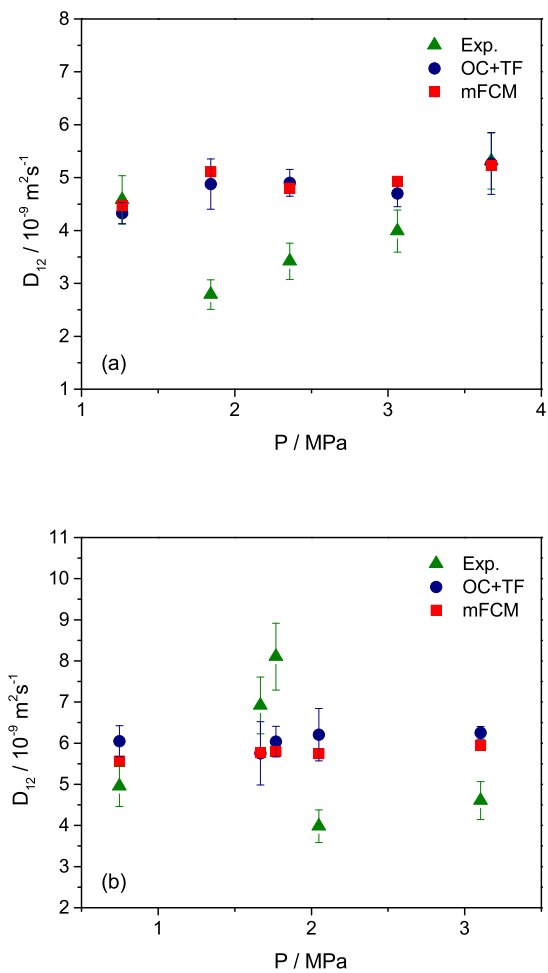 8
7
6
5
4
3
2
1
D₁₂ / 10⁻⁹ m²s⁻¹
Exp.
OC+TF
mFCM
(a)
1
2
3
4
P / MPa
11
10
9
8
7
6
5
4
3
2
D₁₂ / 10⁻⁹ m²s⁻¹
Exp.
OC+TF
mFCM
(b)
1
2
3
P / MPa